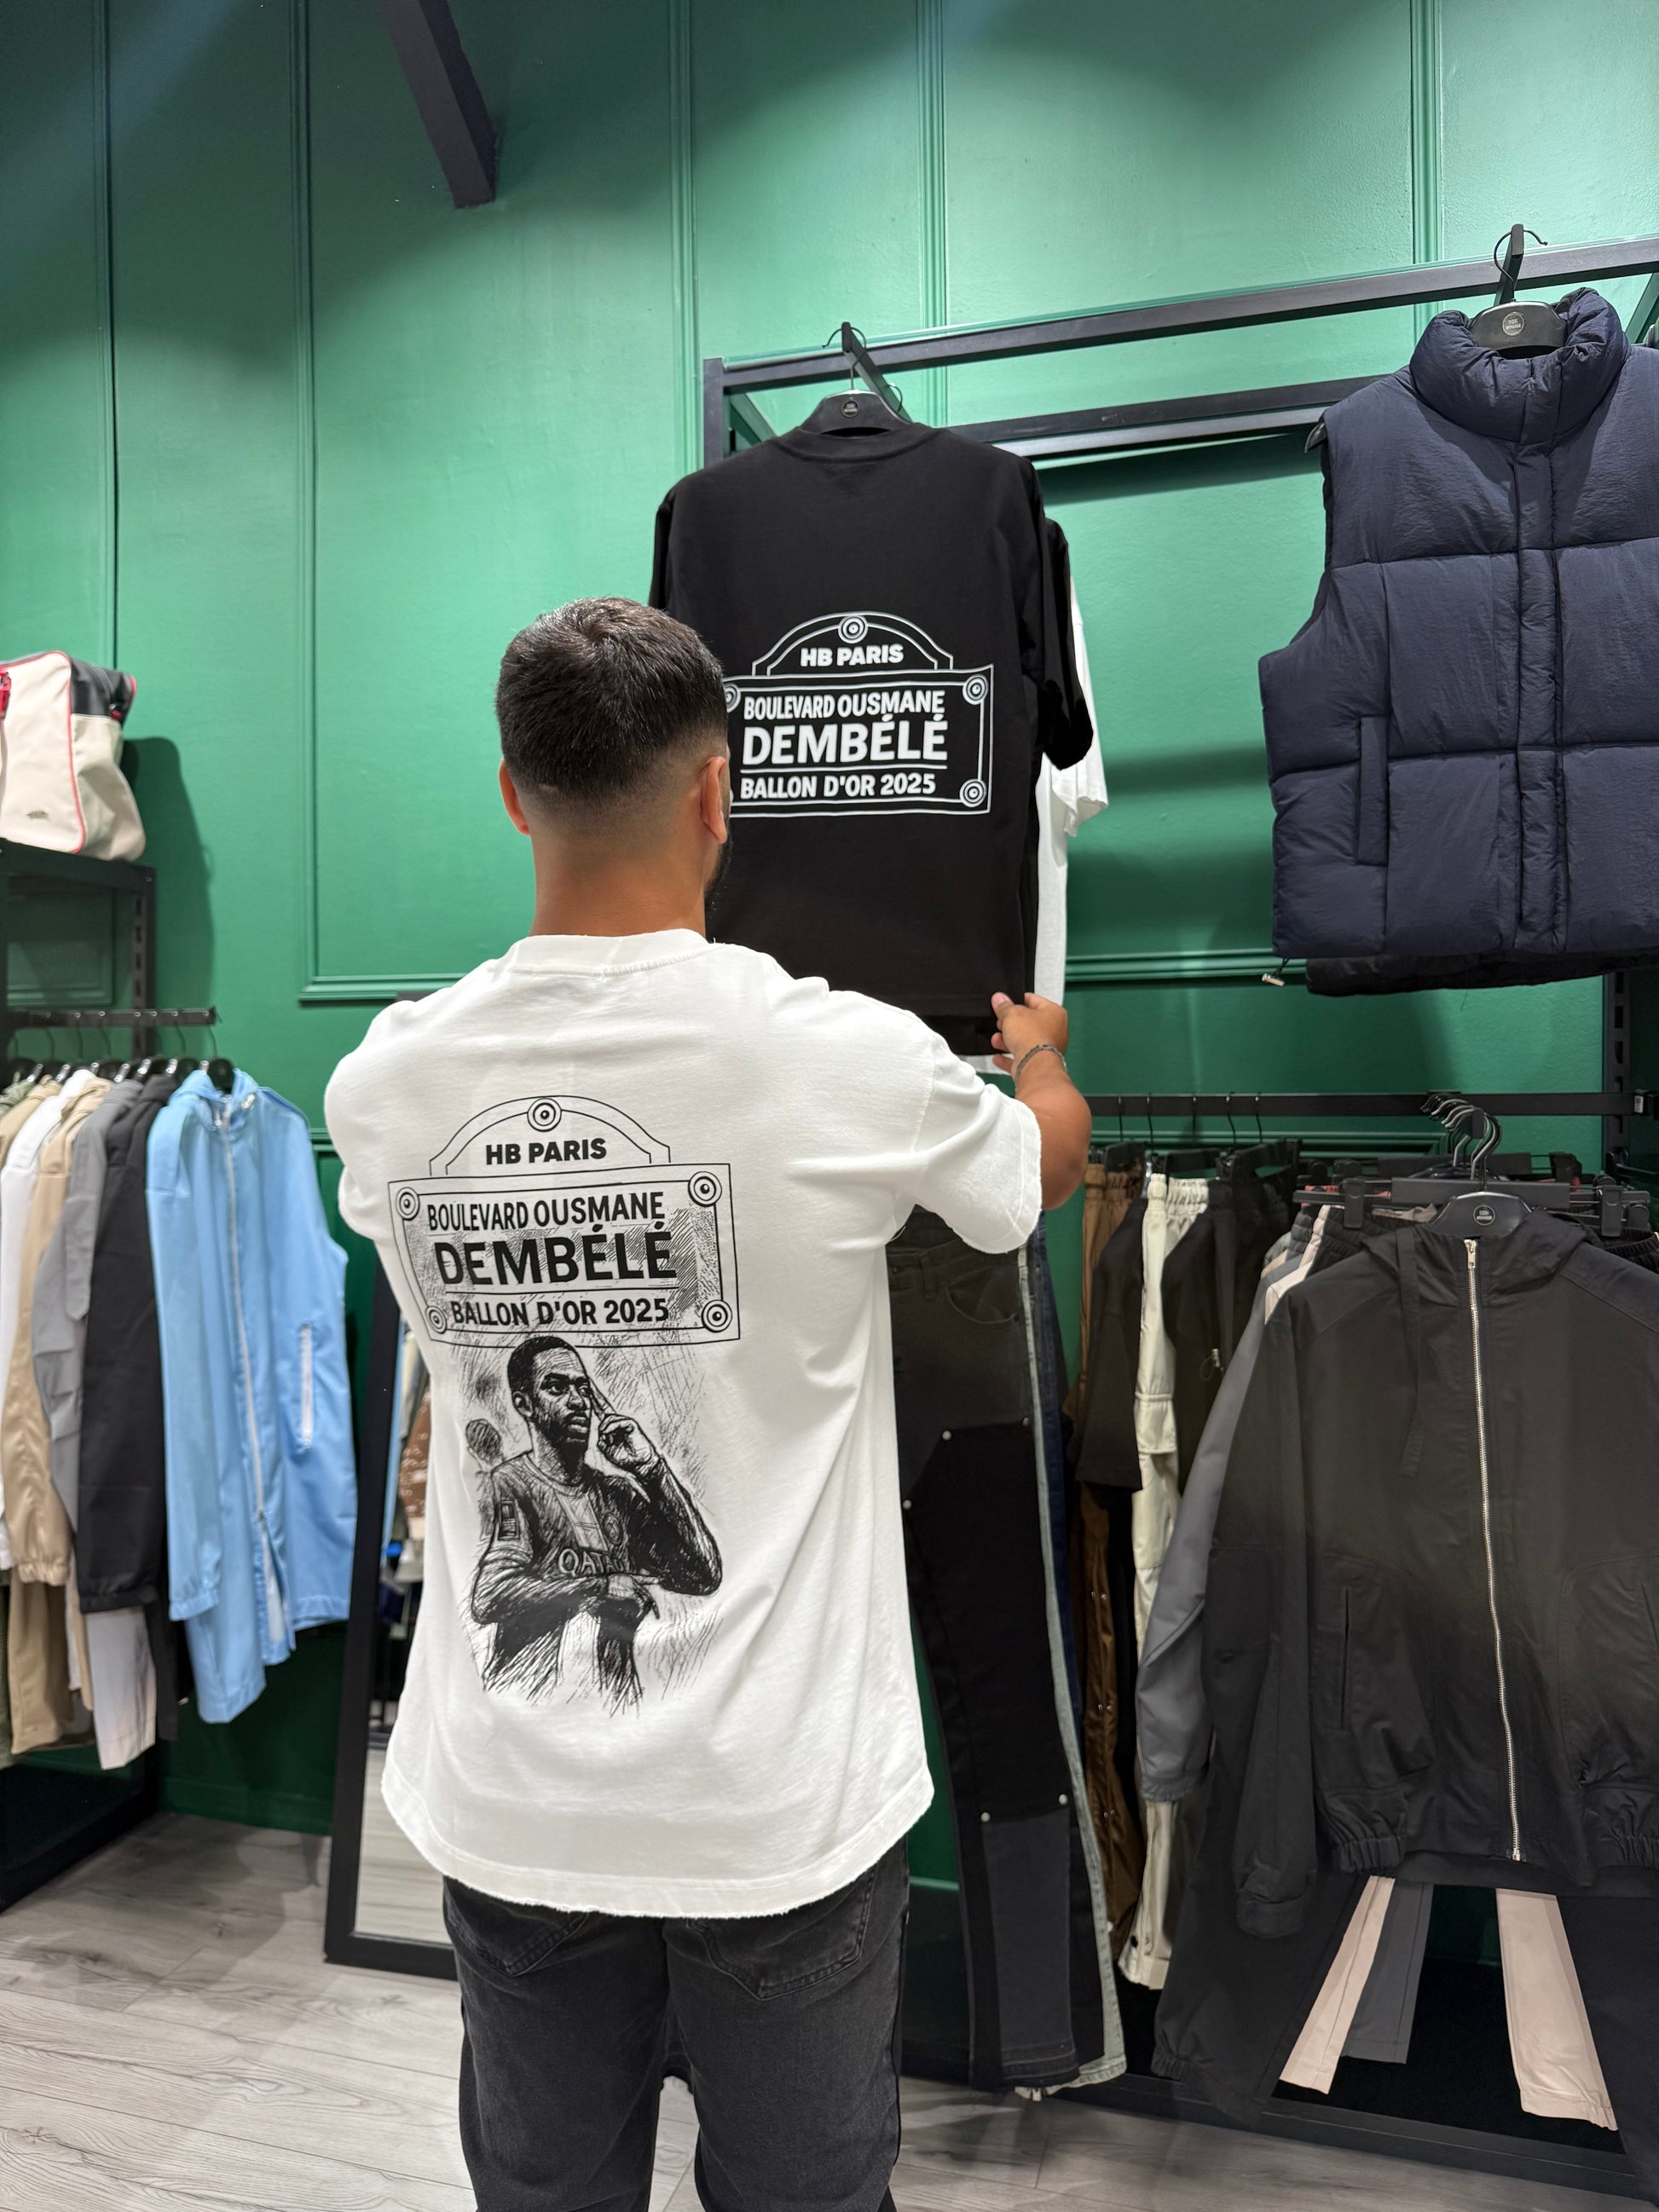 HB PARIS
BOULEVARD OUSMANE
DEMBÉLÉ
BALLON D'OR 2025
HB PARIS
BOULEVARD OUSMANE
DEMBÉLÉ
BALLON D'OR 2025